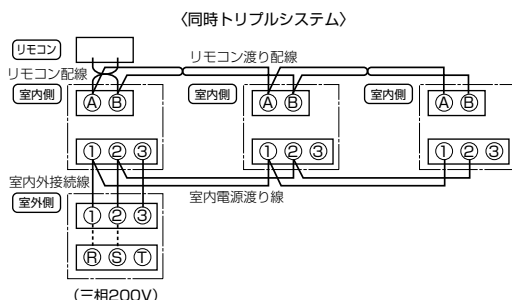 〈同時トリプルシステム〉
リモコン
リモコン渡り配線
リモコン配線
室内側 室内側 室内側
Ⓐ Ⓑ Ⓐ Ⓑ Ⓐ Ⓑ
① ② ③ ① ② ③ ① ② ③
室内外接続線
室内電源渡り線
室外側
① ② ③
Ⓡ Ⓢ Ⓣ
(三相200V)